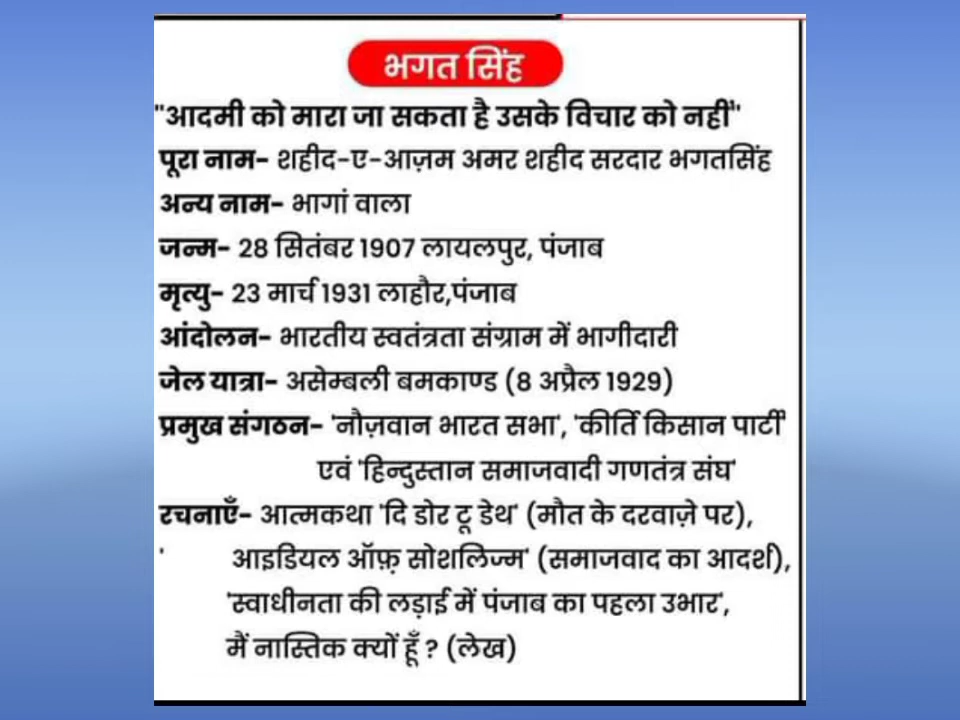 भगत सिंह
"आदमी को मारा जा सकता है उसके विचार को नहीं"
पूरा नाम- शहीद-ए-आज़म अमर शहीद सरदार भगतसिंह
अन्य नाम- भागां वाला
जन्म- 28 सितंबर 1907 लायलपुर, पंजाब
मृत्यु- 23 मार्च 1931 लाहौर,पंजाब
आंदोलन- भारतीय स्वतंत्रता संग्राम में भागीदारी
जेल यात्रा- असेम्बली बमकाण्ड (8 अप्रैल 1929)
प्रमुख संगठन- 'नौज़वान भारत सभा', 'कीर्ति किसान पार्टी'
एवं 'हिन्दुस्तान समाजवादी गणतंत्र संघ'
रचनाएँ- आत्मकथा 'दि डोर टू डेथ' (मौत के दरवाज़े पर),
' आइडियल ऑफ़ सोशलिज्म' (समाजवाद का आदर्श),
'स्वाधीनता की लड़ाई में पंजाब का पहला उभार',
मैं नास्तिक क्यों हूँ ? (लेख)